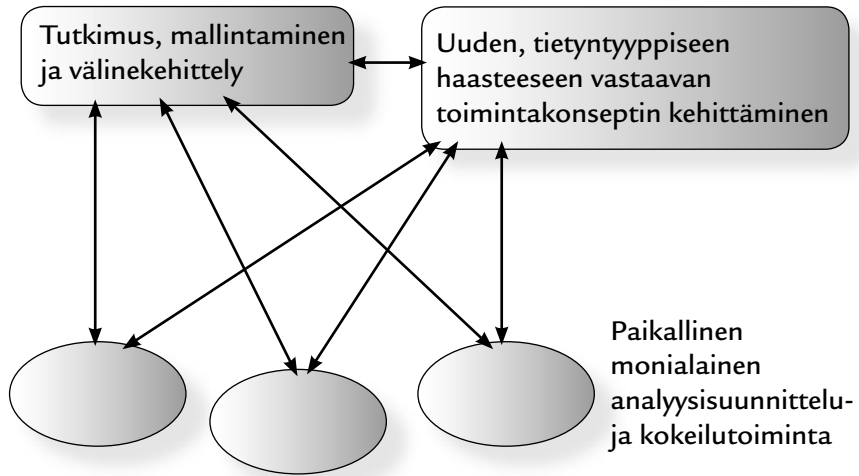 Tutkimus, mallintaminen
ja välinekehittely
Uuden, tietyntyyppiseen
haasteeseen vastaavan
toimintakonseptin kehittäminen
Paikallinen
monialainen
analyysisuunnittelu-
ja kokeilutoiminta